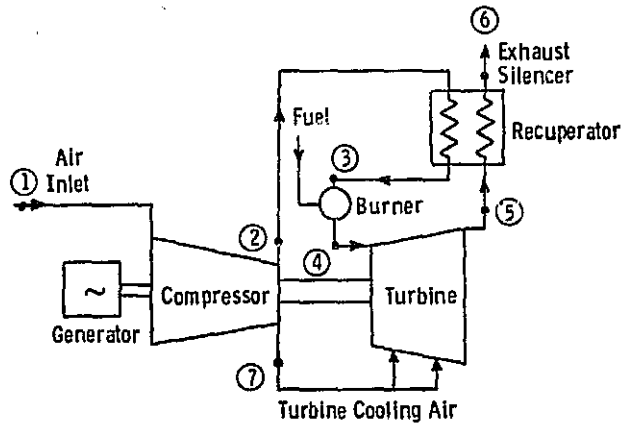 ⑥
Exhaust
Silencer
Fuel
Recuperator
③
Air
① Inlet
Burner
⑤
②
④
Compressor
Turbine
~
Generator
⑦
Turbine Cooling Air